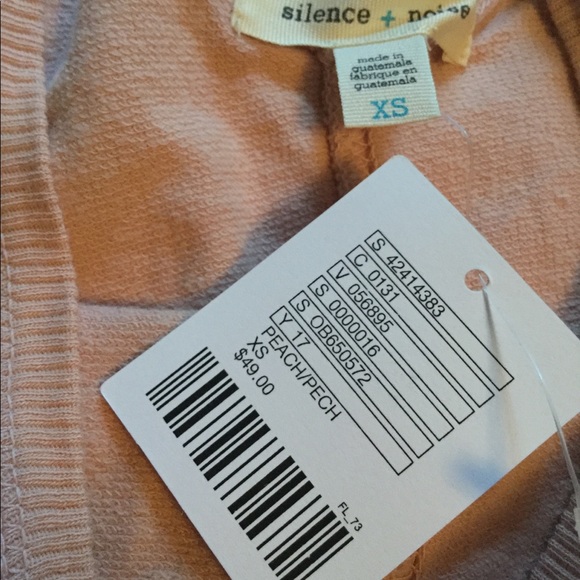 silence + noise
made in
guatemala
fabrique en
guatemala
XS
S 42414383
C 0131
V 056895
S 0000016
S OB650572
Y 17
PEACH/PECH
XS
$49.00
FL_73